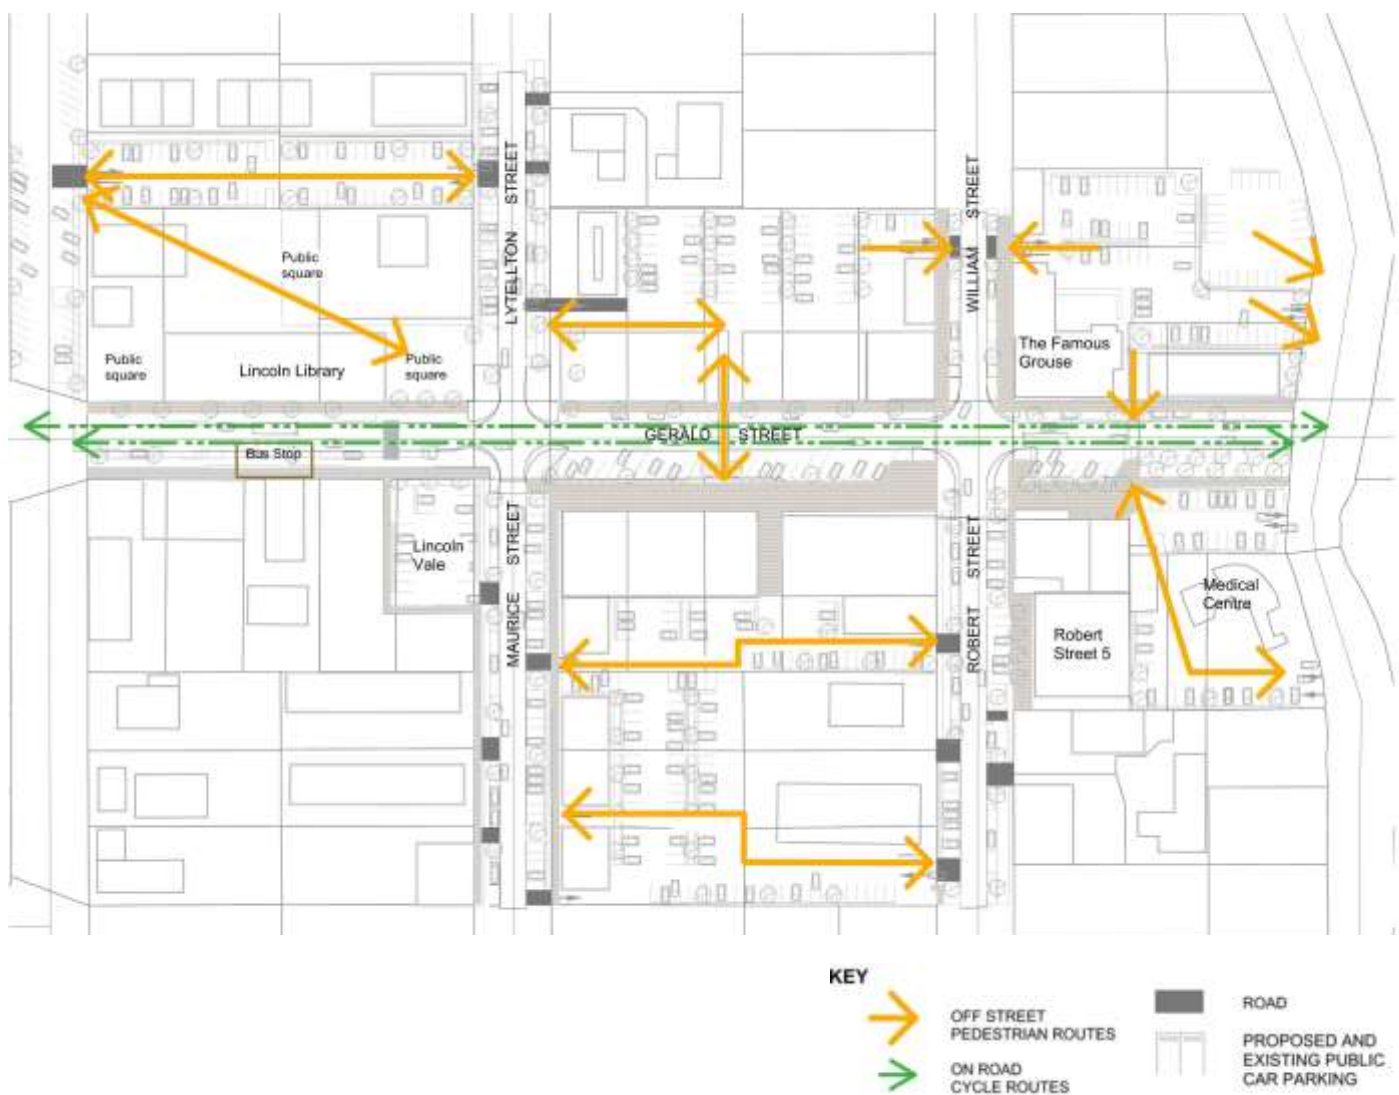 LYTELLTON STREET
WILLIAM STREET
Public
square
The Famous
Grouse
Public
square
Lincoln Library
Public
square
GERALD STREET
Bus Stop
MAURICE STREET
ROBERT STREET
Lincoln
Vale
Medical
Centre
Robert
Street 5
KEY
OFF STREET
PEDESTRIAN ROUTES
ON ROAD
CYCLE ROUTES
ROAD
PROPOSED AND
EXISTING PUBLIC
CAR PARKING